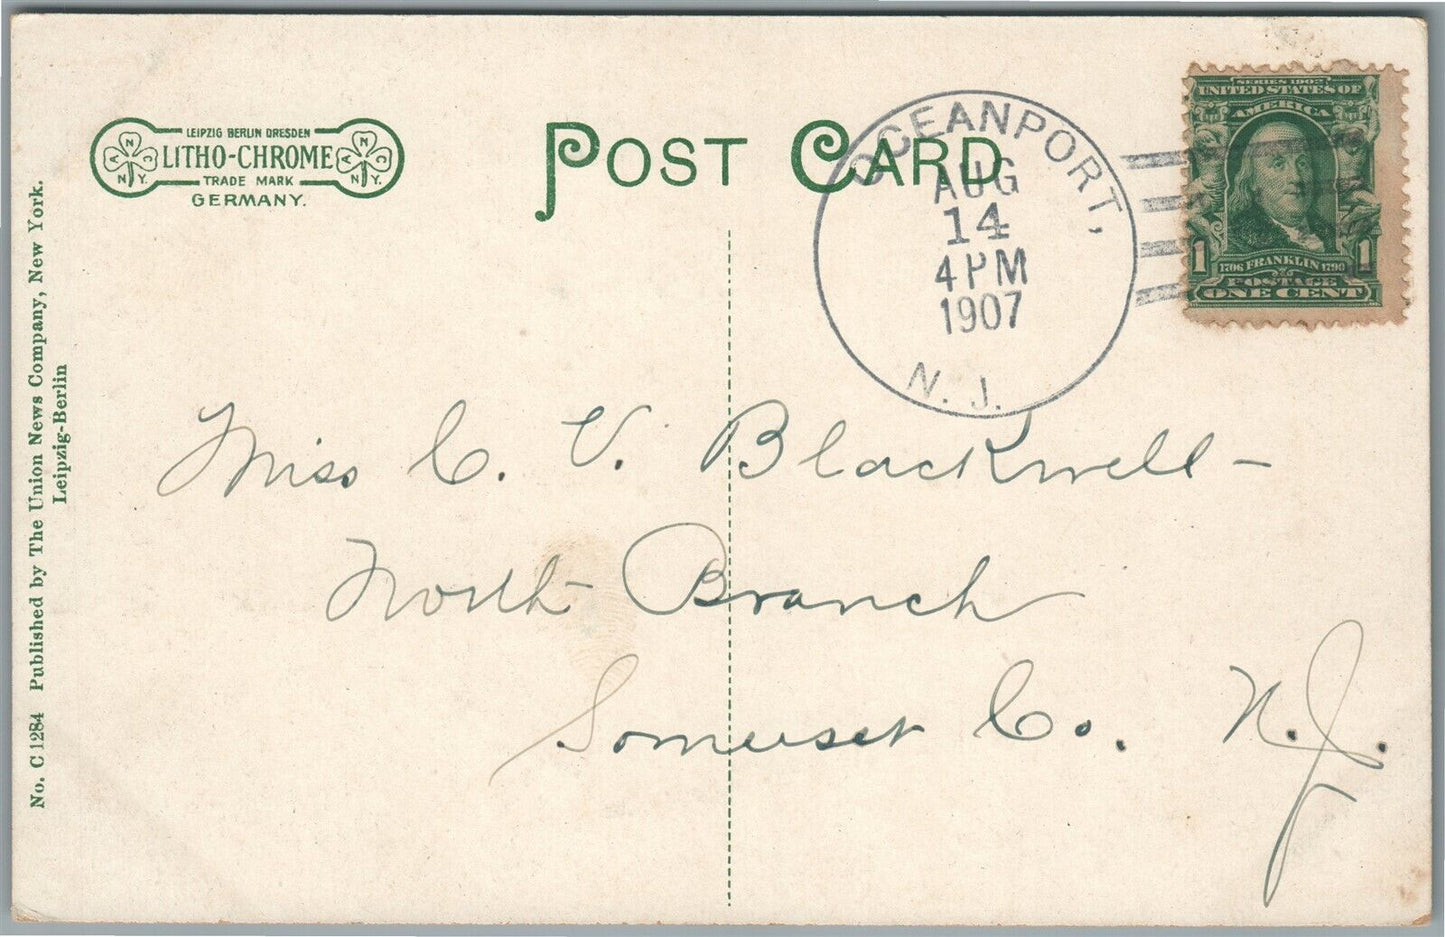 LEIPZIG BERLIN DRESDEN
LITHO-CHROME
TRADE MARK
GERMANY.
A N C
N.Y.
A N C
N.Y.
POST CARD
OCEANPORT,
AUG
14
4 PM
1907
N. J.
SERIES 1902
UNITED STATES OF
AMERICA
1 1
1706 FRANKLIN 1790
POSTAGE
ONE CENT
Miss C. V. Blackwell-
North Branch
Somerset Co. N. J.
No. C 1284 Published by The Union News Company, New York.
Leipzig-Berlin